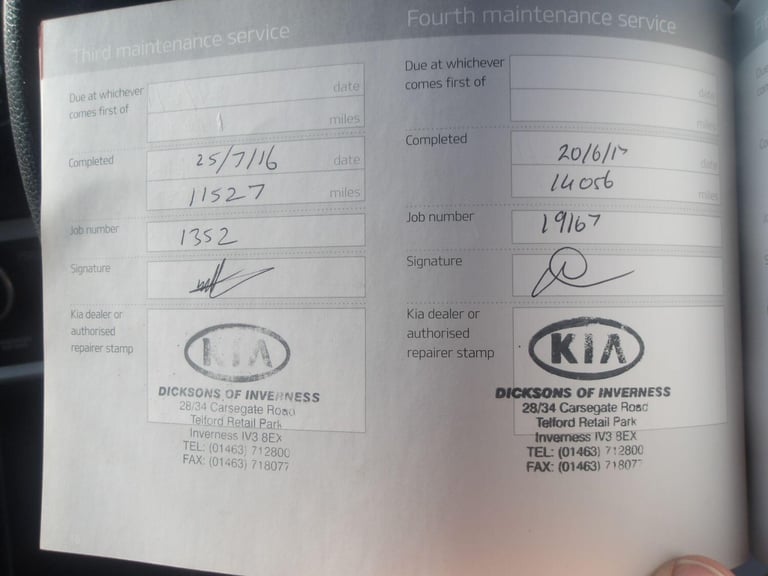 Third maintenance service
Due at whichever
comes first of
date
miles
Completed
25/7/16
date
11527
miles
Job number
1352
Signature
Kia dealer or
authorised
repairer stamp
KIA
DICKSONS OF INVERNESS
28/34 Carsegate Road
Telford Retail Park
Inverness IV3 8EX
TEL: (01463) 712800
FAX: (01463) 718077
Fourth maintenance service
Due at whichever
comes first of
date
miles
Completed
20/6/17
date
14056
miles
Job number
19167
Signature
Kia dealer or
authorised
repairer stamp
KIA
DICKSONS OF INVERNESS
28/34 Carsegate Road
Telford Retail Park
Inverness IV3 8EX
TEL: (01463) 712800
FAX: (01463) 718077